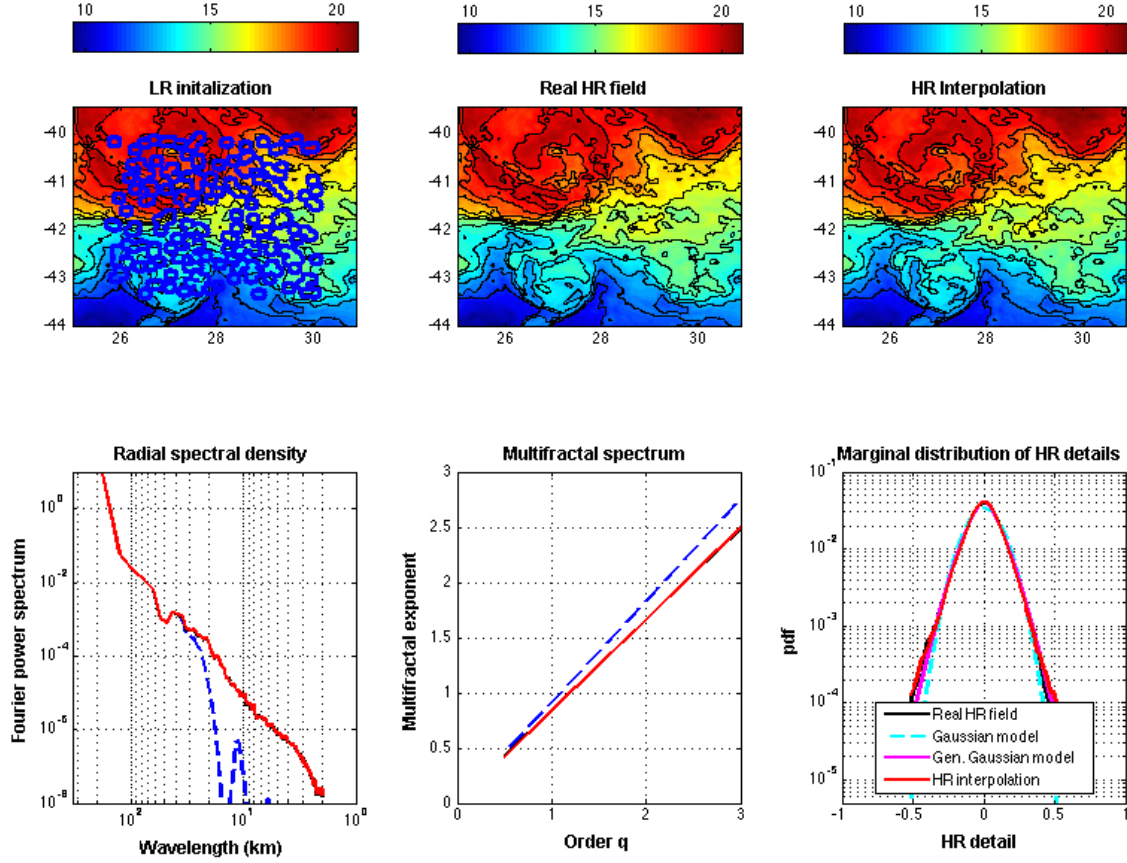 10 15 20
10 15 20
10 15 20
LR initalization
Real HR field
HR Interpolation
-40
-41
-42
-43
-44
26 28 30
-40
-41
-42
-43
-44
26 28 30
-40
-41
-42
-43
-44
26 28 30
Radial spectral density
Fourier power spectrum
10^0
10^-2
10^-4
10^-6
10^-8
10^2 10^1 10^0
Wavelength (km)
Multifractal spectrum
Multifractal exponent
3
2.5
2
1.5
1
0.5
0
0 1 2 3
Order q
Marginal distribution of HR details
pdf
10^-1
10^-2
10^-3
10^-4
10^-5
Real HR field
Gaussian model
Gen. Gaussian model
HR interpolation
-1 -0.5 0 0.5 1
HR detail